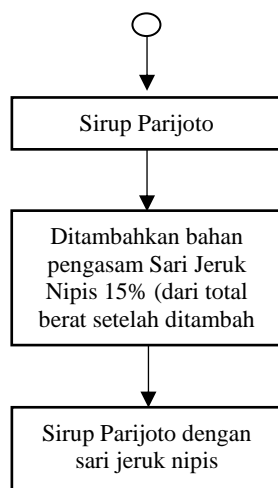 Sirup Parijoto
Ditambahkan bahan
pengasam Sari Jeruk
Nipis 15% (dari total
berat setelah ditambah
Sirup Parijoto dengan
sari jeruk nipis